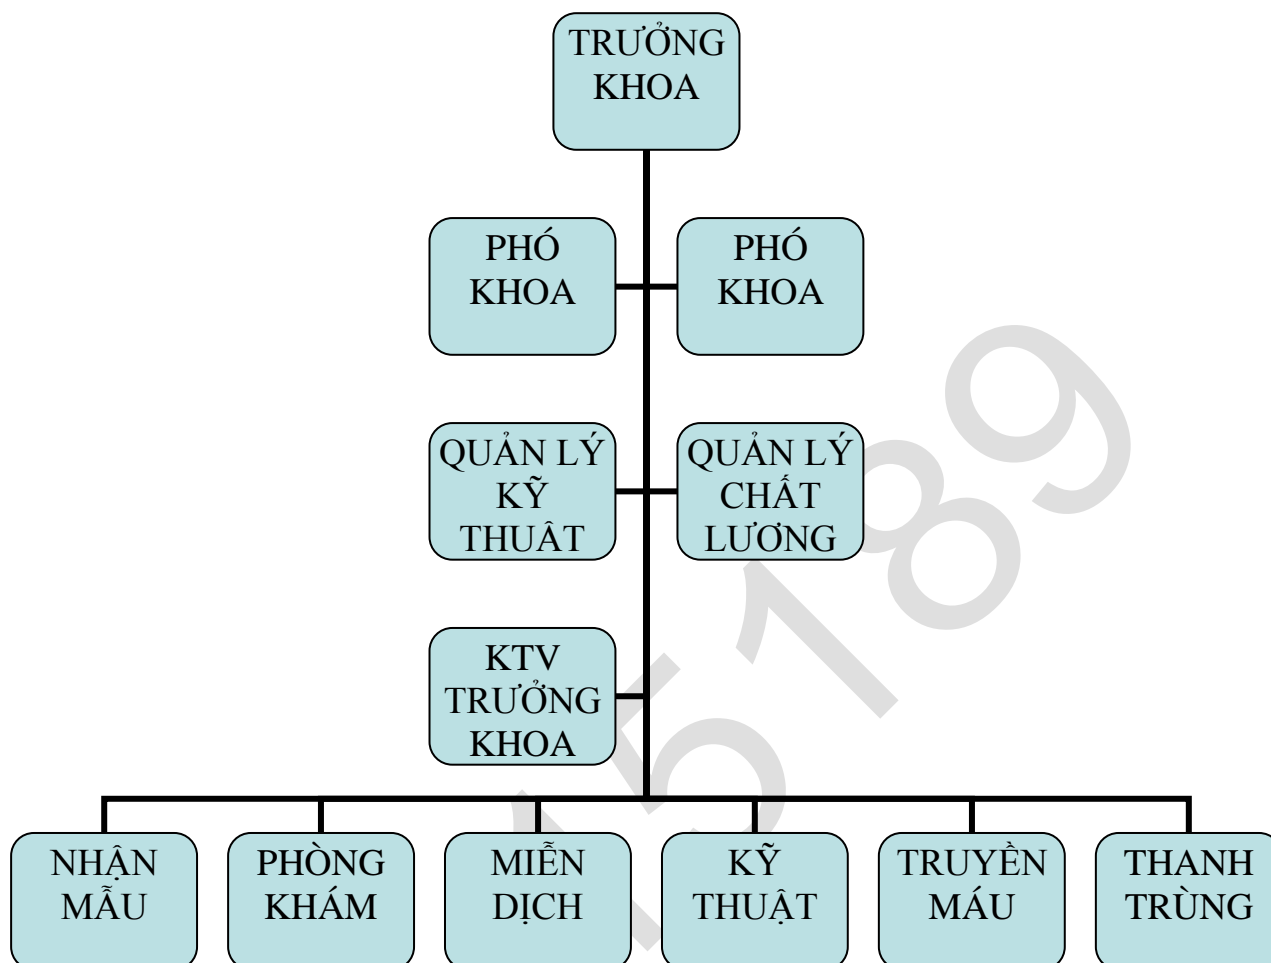 TRƯỞNG
KHOA
PHÓ
KHOA
PHÓ
KHOA
QUẢN LÝ
KỸ
THUÂT
QUẢN LÝ
CHẤT
LƯƠNG
KTV
TRƯỞNG
KHOA
NHẬN
MẪU
PHÒNG
KHÁM
MIỄN
DỊCH
KỸ
THUẬT
TRUYỀN
MÁU
THANH
TRÙNG
15189